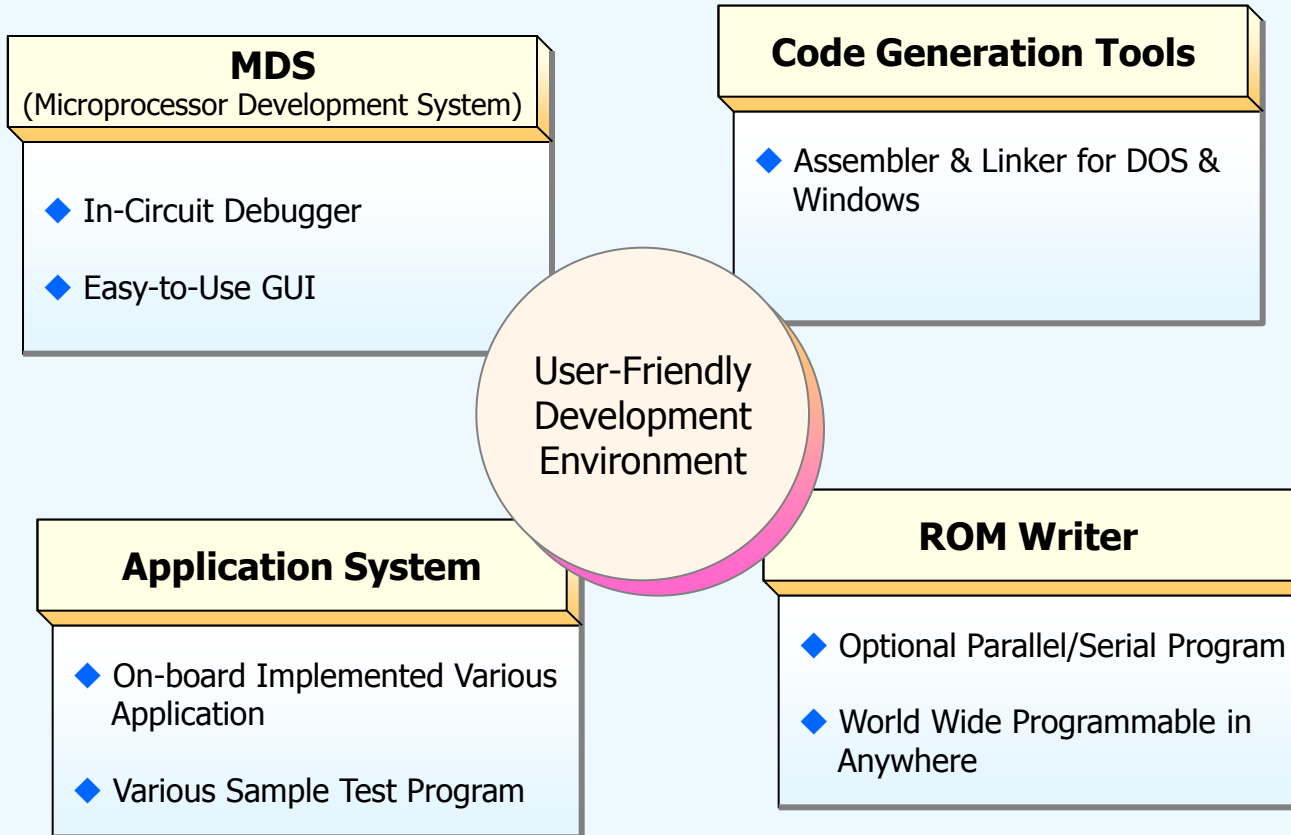 MDS
(Microprocessor Development System)
In-Circuit Debugger
Easy-to-Use GUI
Code Generation Tools
Assembler & Linker for DOS &
Windows
User-Friendly
Development
Environment
Application System
On-board Implemented Various
Application
Various Sample Test Program
ROM Writer
Optional Parallel/Serial Program
World Wide Programmable in
Anywhere